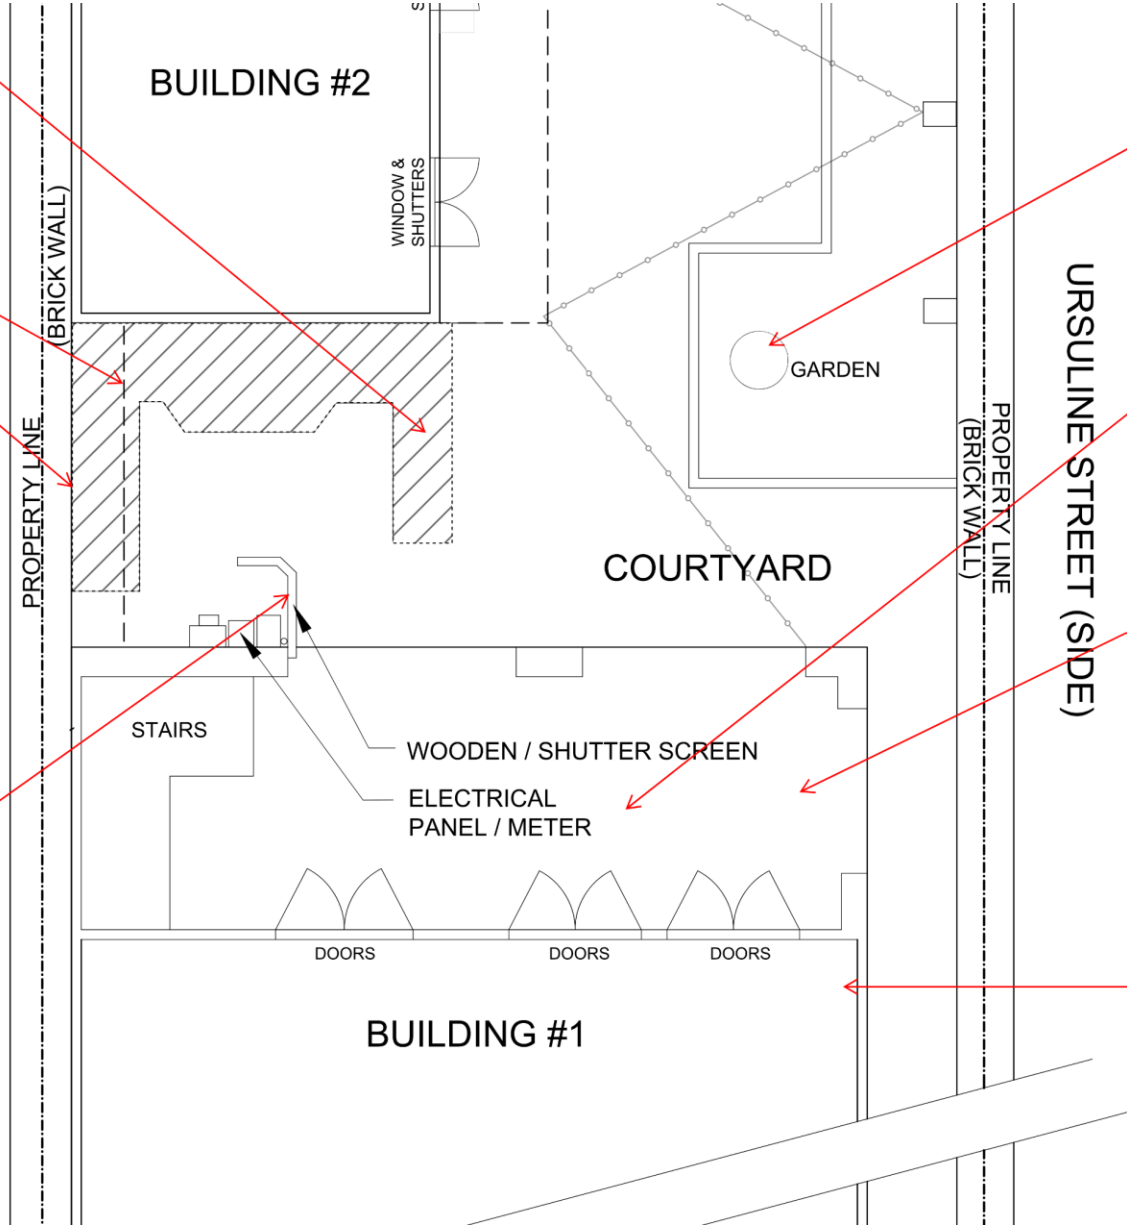 S
BUILDING #2
WINDOW &
SHUTTERS
(BRICK WALL)
PROPERTY LINE
GARDEN
PROPERTY LINE
(BRICK WALL)
URSULINE STREET (SIDE)
COURTYARD
STAIRS
WOODEN / SHUTTER SCREEN
ELECTRICAL
PANEL / METER
DOORS
DOORS
DOORS
BUILDING #1